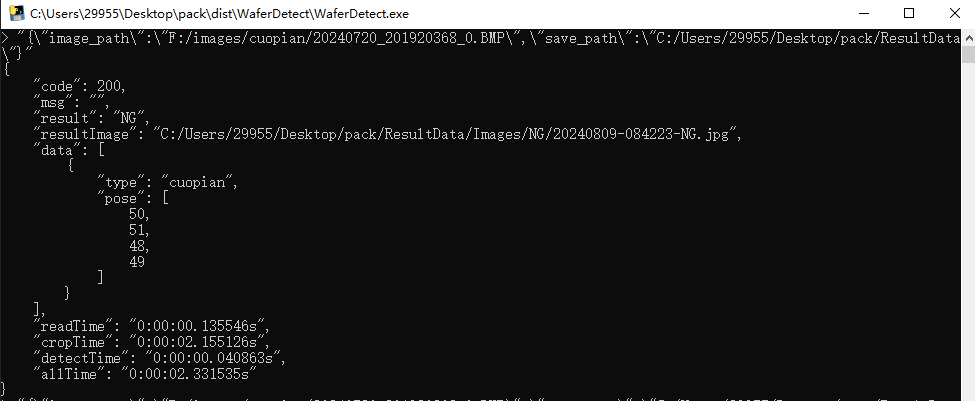 C:\Users\29955\Desktop\pack\dist\WaferDetect\WaferDetect.exe
> "{\"image_path\":\"F:/images/cuopian/20240720_201920368_0.BMP\",\"save_path\":\"C:/Users/29955/Desktop/pack/ResultData
\"}"
{
    "code": 200,
    "msg": "",
    "result": "NG",
    "resultImage": "C:/Users/29955/Desktop/pack/ResultData/Images/NG/20240809-084223-NG.jpg",
    "data": [
        {
            "type": "cuopian",
            "pose": [
                50,
                51,
                48,
                49
            ]
        }
    ],
    "readTime": "0:00:00.135546s",
    "cropTime": "0:00:02.155126s",
    "detectTime": "0:00:00.040863s",
    "allTime": "0:00:02.331535s"
}